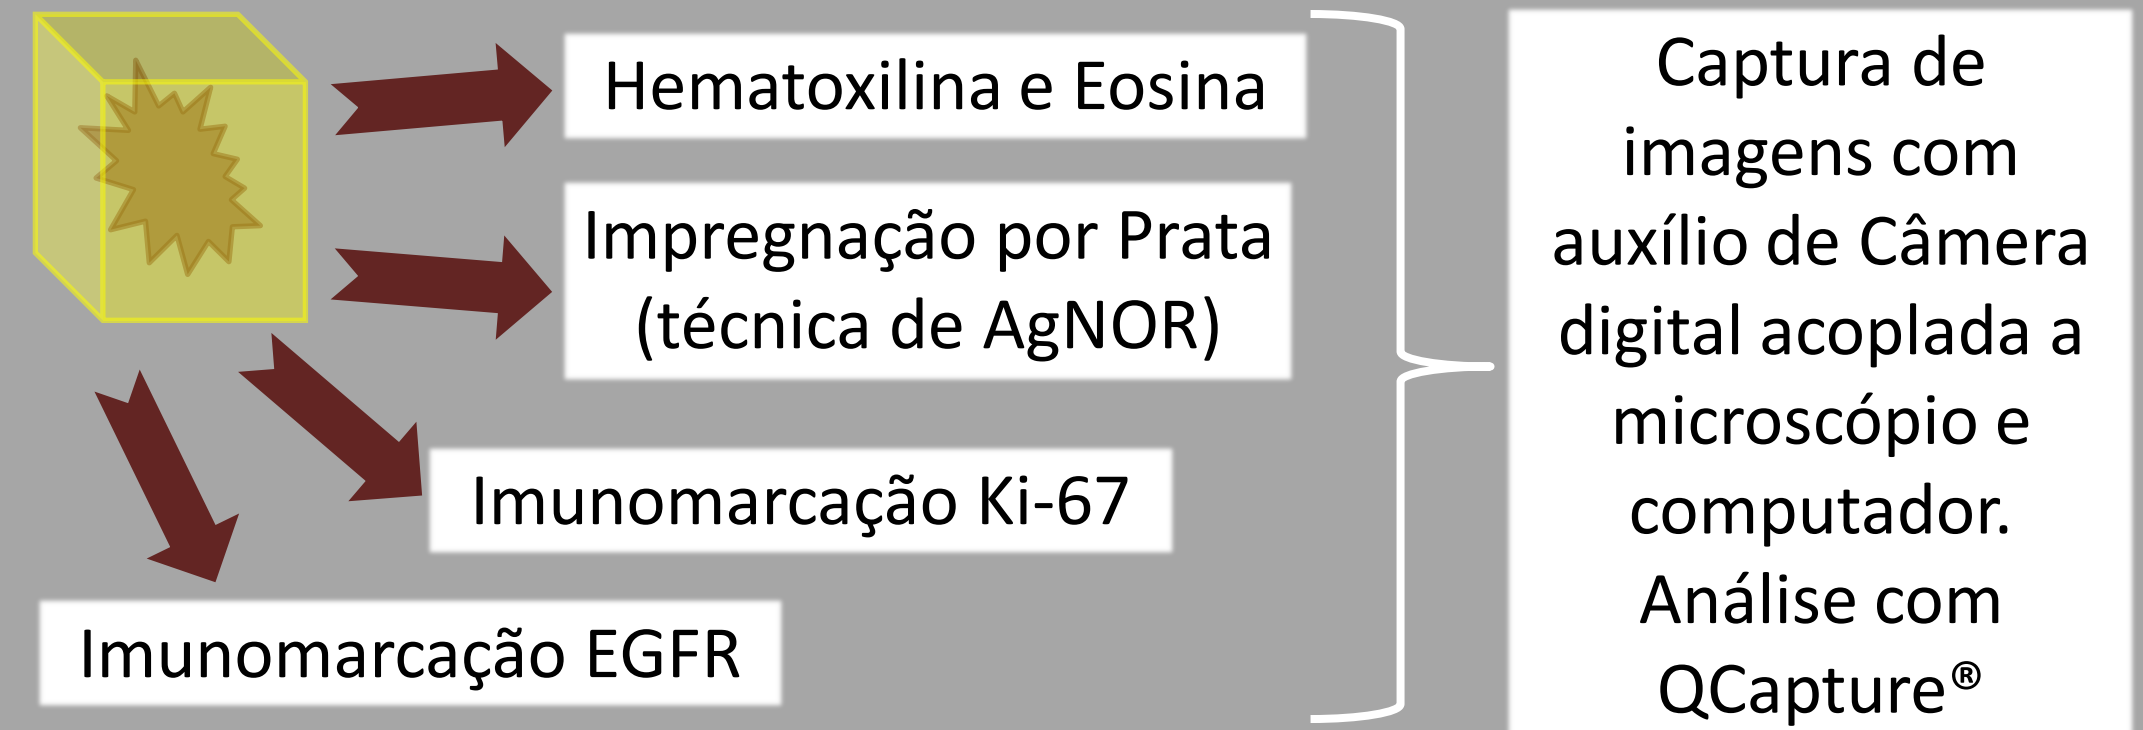 Hematoxilina e Eosina
Impregnação por Prata
(técnica de AgNOR)
Imunomarcação Ki-67
Imunomarcação EGFR
Captura de
imagens com
auxílio de Câmera
digital acoplada a
microscópio e
computador.
Análise com
QCapture®